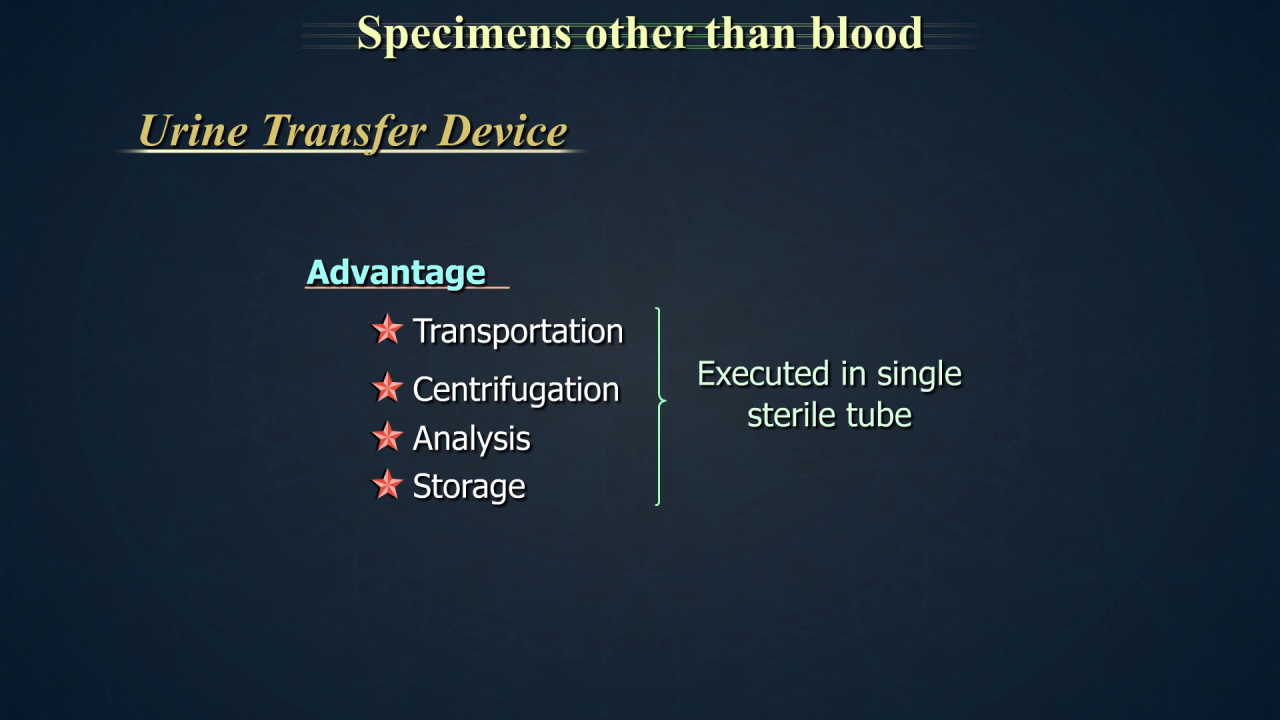 Specimens other than blood
Urine Transfer Device
Advantage
Transportation
Centrifugation
Analysis
Storage
Executed in single
sterile tube